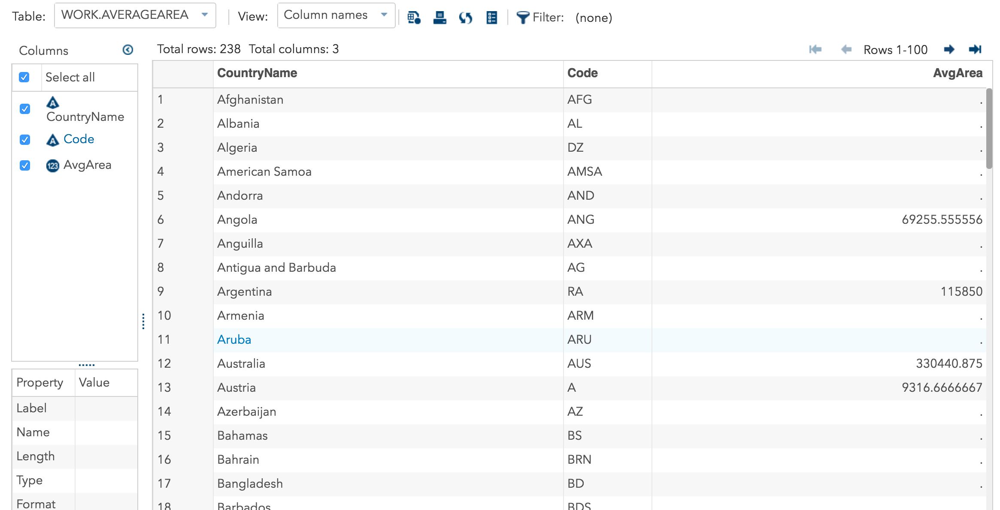 Table: WORK.AVERAGEAREA View: Column names Filter: (none)
Columns
Select all
CountryName
Code
AvgArea
Property Value
Label
Name
Length
Type
Format
Total rows: 238 Total columns: 3 Rows 1-100
CountryName Code AvgArea
1 Afghanistan AFG .
2 Albania AL .
3 Algeria DZ .
4 American Samoa AMSA .
5 Andorra AND .
6 Angola ANG 69255.555556
7 Anguilla AXA .
8 Antigua and Barbuda AG .
9 Argentina RA 115850
10 Armenia ARM .
11 Aruba ARU .
12 Australia AUS 330440.875
13 Austria A 9316.6666667
14 Azerbaijan AZ .
15 Bahamas BS .
16 Bahrain BRN .
17 Bangladesh BD .
18 Barbados BDS